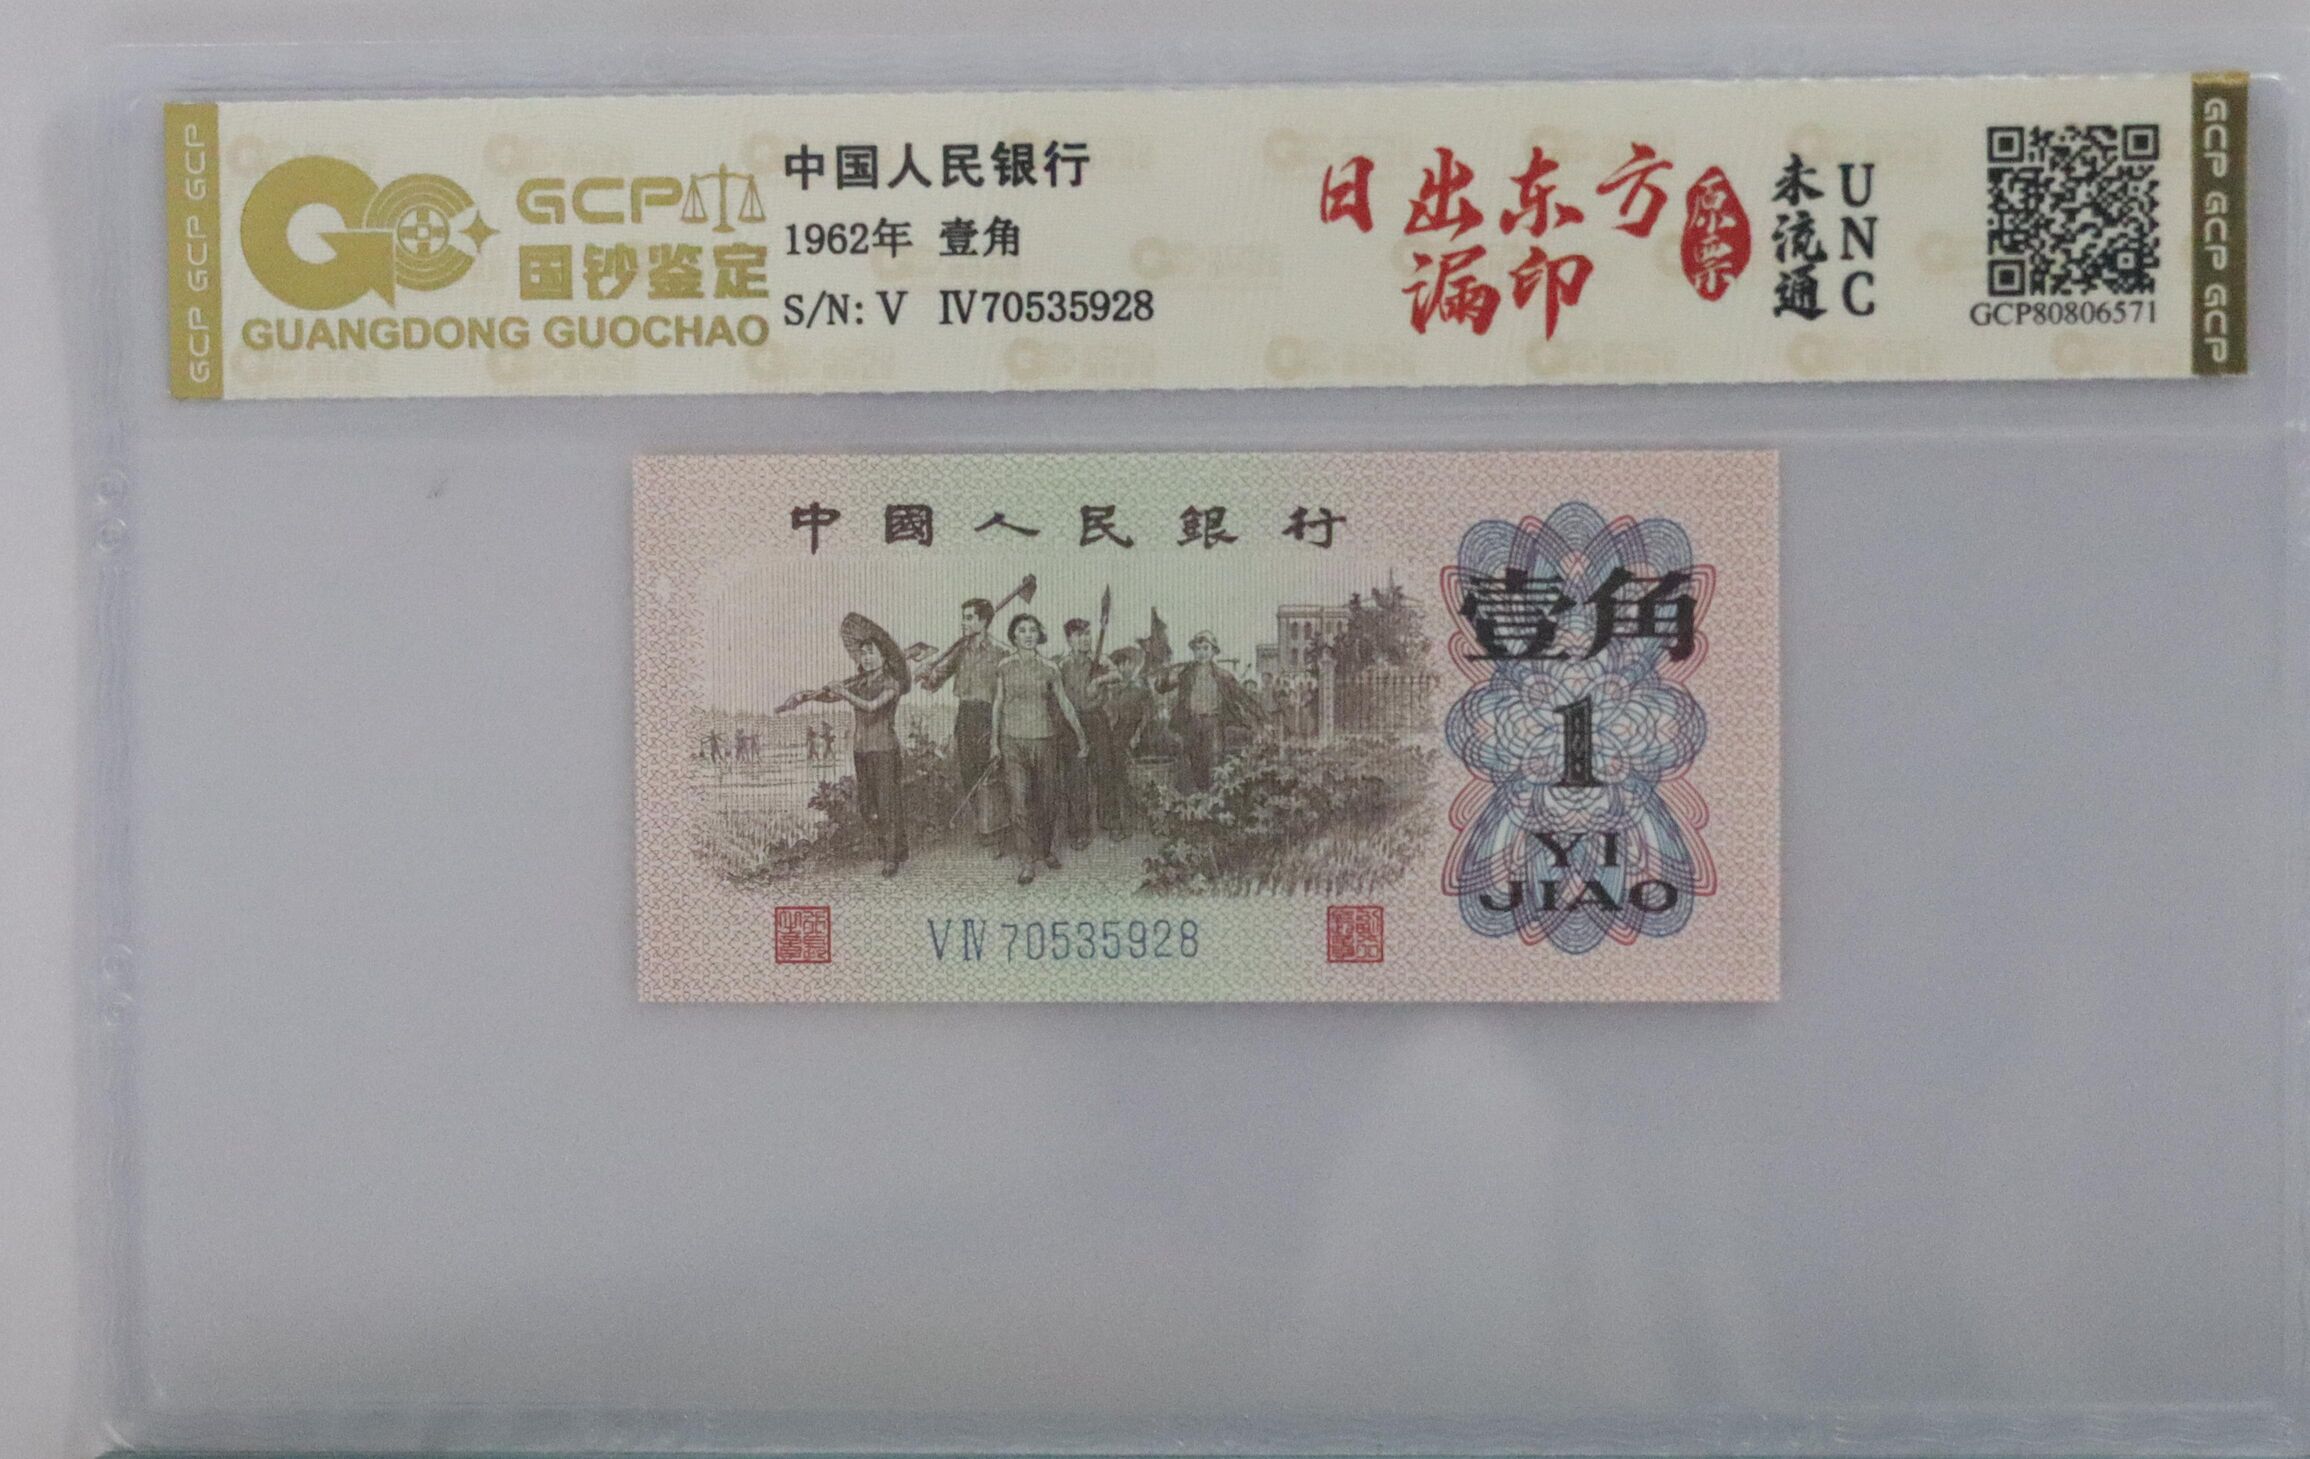 GCP GCP GCP
GCP
国钞鉴定
GUANGDONG GUOCHAO
中国人民银行
1962年 壹角
S/N: V Ⅳ70535928
日出东方
漏印
原票
未流通
UNC
GCP80806571
GCP GCP GCP
中國人民銀行
壹角
1
YI
JIAO
VⅣ70535928